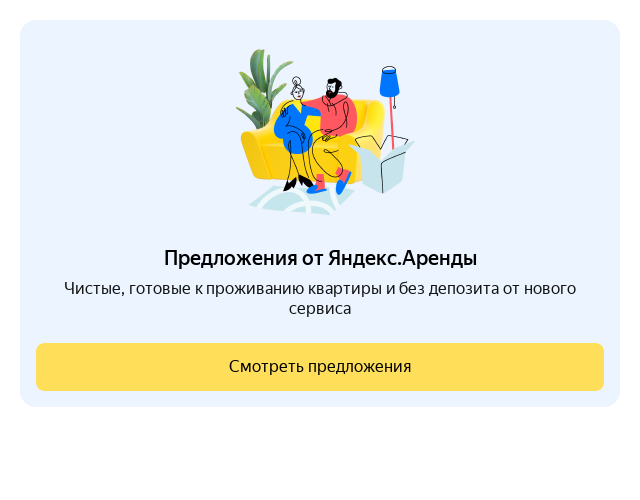 Предложения от Яндекс.Аренды
Чистые, готовые к проживанию квартиры и без депозита от нового
сервиса
Смотреть предложения